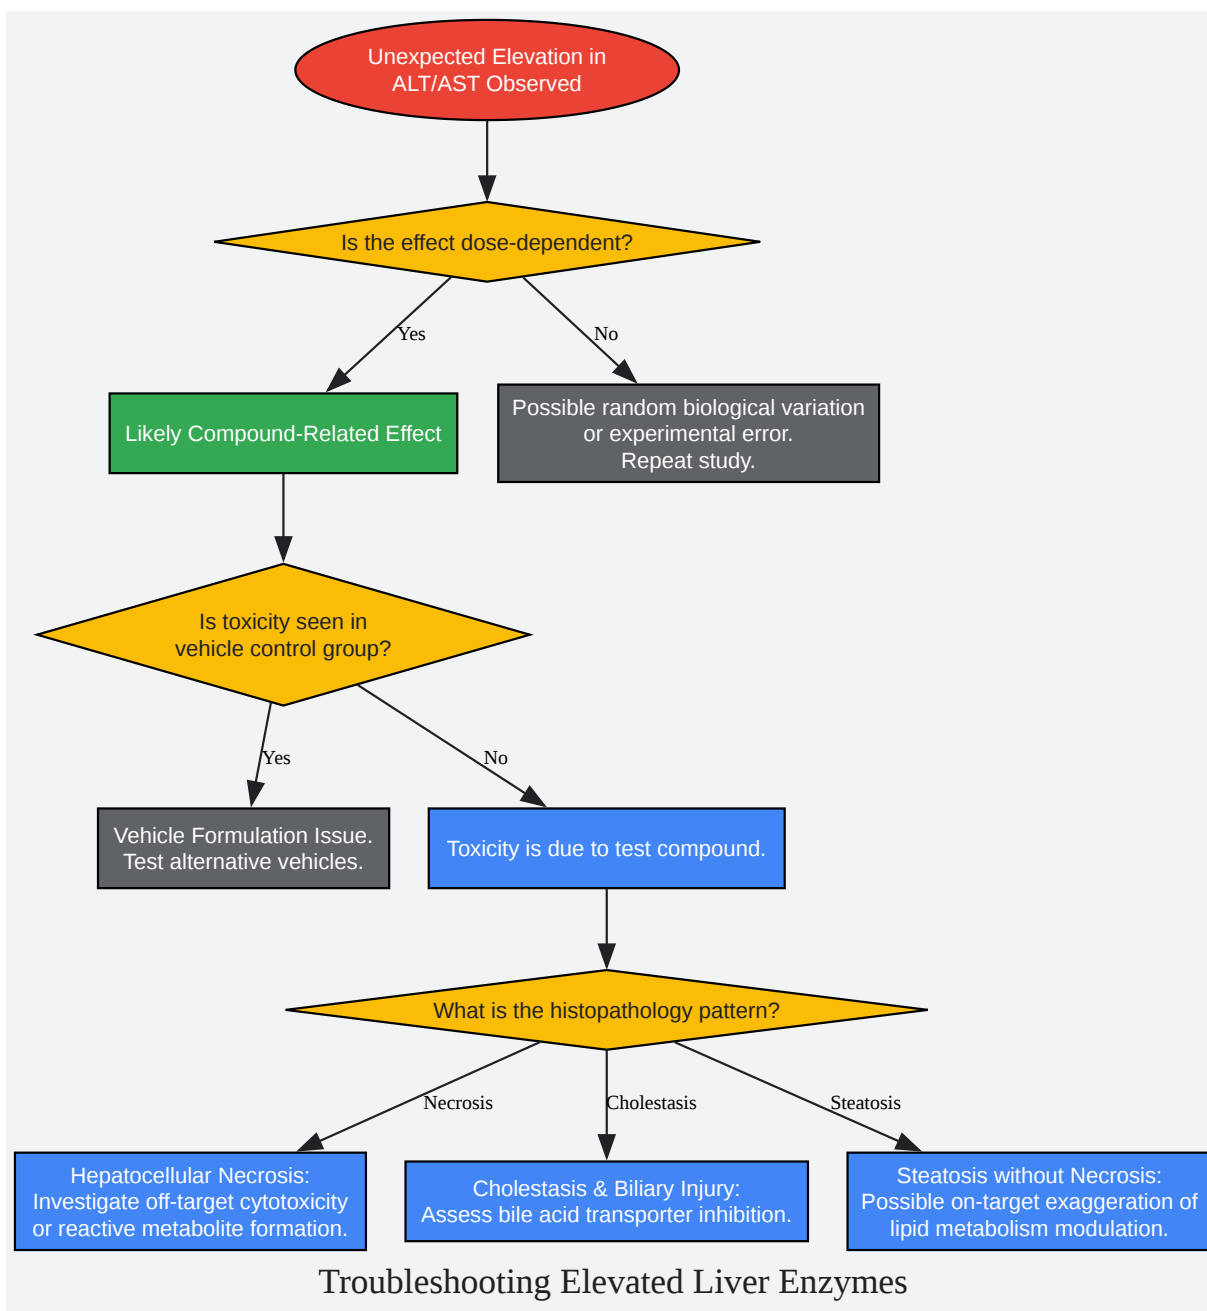 Unexpected Elevation in
ALT/AST Observed
Is the effect dose-dependent?
Yes
No
Likely Compound-Related Effect
Possible random biological variation
or experimental error.
Repeat study.
Is toxicity seen in
vehicle control group?
Yes
No
Vehicle Formulation Issue.
Test alternative vehicles.
Toxicity is due to test compound.
What is the histopathology pattern?
Necrosis
Cholestasis
Steatosis
Hepatocellular Necrosis:
Investigate off-target cytotoxicity
or reactive metabolite formation.
Cholestasis & Biliary Injury:
Assess bile acid transporter inhibition.
Steatosis without Necrosis:
Possible on-target exaggeration of
lipid metabolism modulation.
Troubleshooting Elevated Liver Enzymes